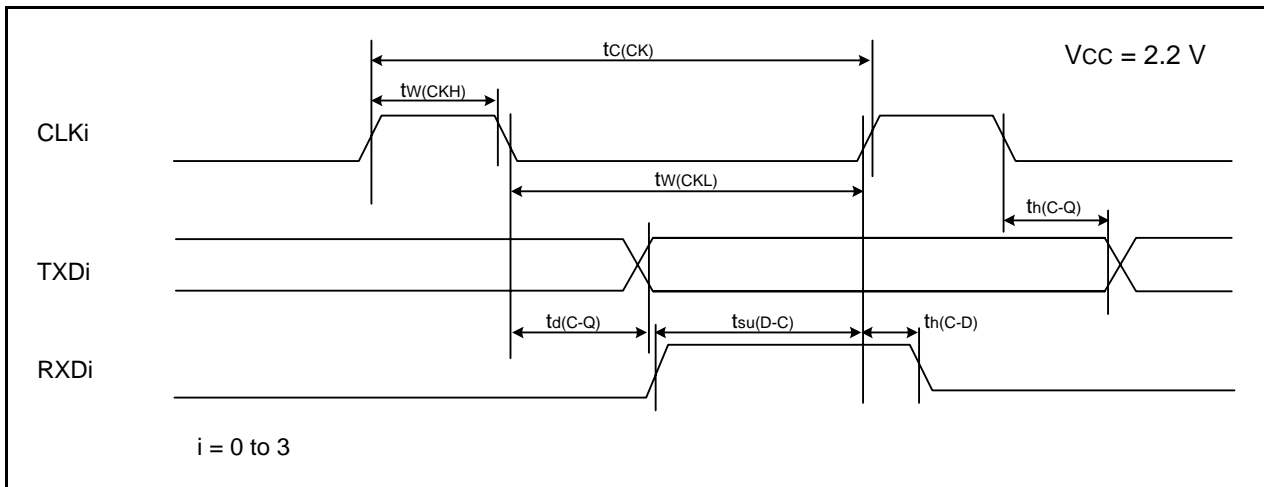 tC(CK)
VCC = 2.2 V
tW(CKH)
CLKi
tW(CKL)
th(C-Q)
TXDi
td(C-Q)
tsu(D-C)
th(C-D)
RXDi
i = 0 to 3